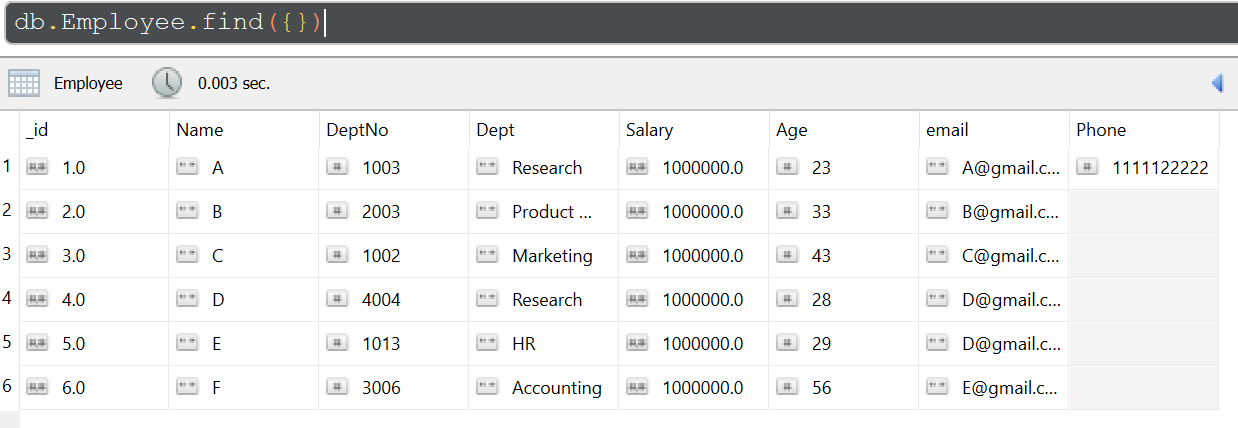 db.Employee.find({})
Employee 0.003 sec.
_id Name DeptNo Dept Salary Age email Phone
1 1.0 A 1003 Research 1000000.0 23 A@gmail.c... 1111122222
2 2.0 B 2003 Product ... 1000000.0 33 B@gmail.c...
3 3.0 C 1002 Marketing 1000000.0 43 C@gmail.c...
4 4.0 D 4004 Research 1000000.0 28 D@gmail.c...
5 5.0 E 1013 HR 1000000.0 29 D@gmail.c...
6 6.0 F 3006 Accounting 1000000.0 56 E@gmail.c...